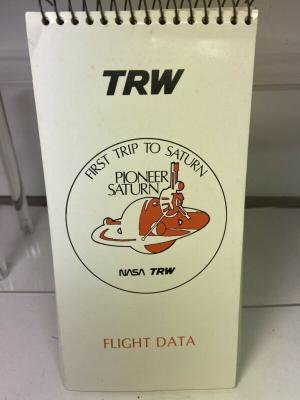 TRW
FIRST TRIP TO SATURN
PIONEER
SATURN
NASA TRW
FLIGHT DATA